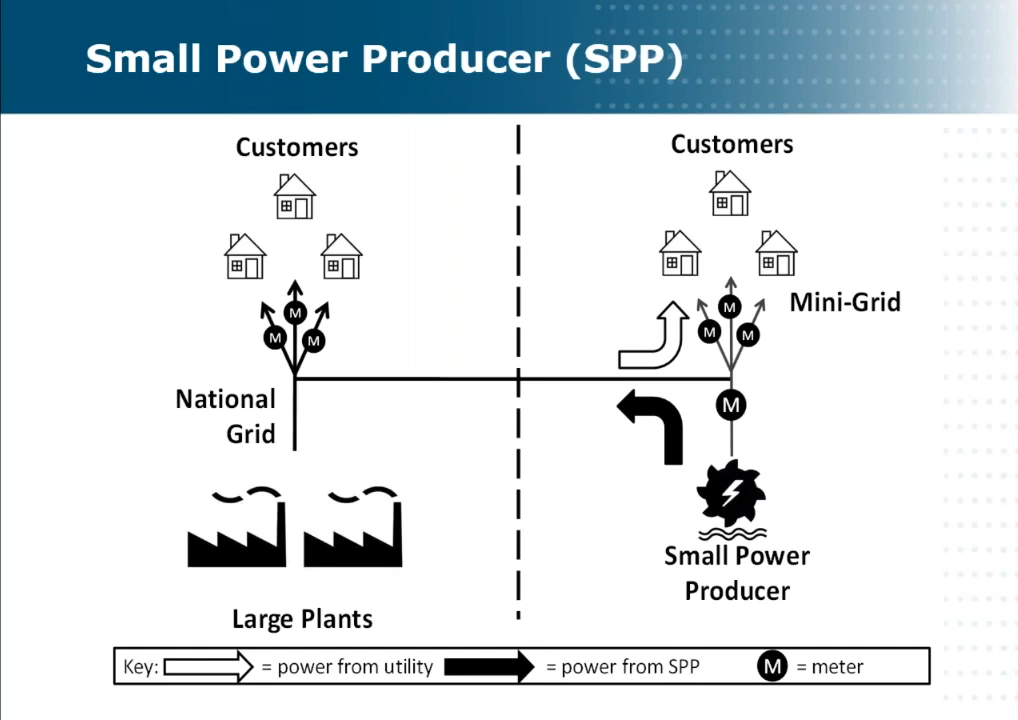 Small Power Producer (SPP)
Customers
M
M
M
National
Grid
Large Plants
Customers
Mini-Grid
M
M
M
M
Small Power
Producer
Key: = power from utility = power from SPP M = meter